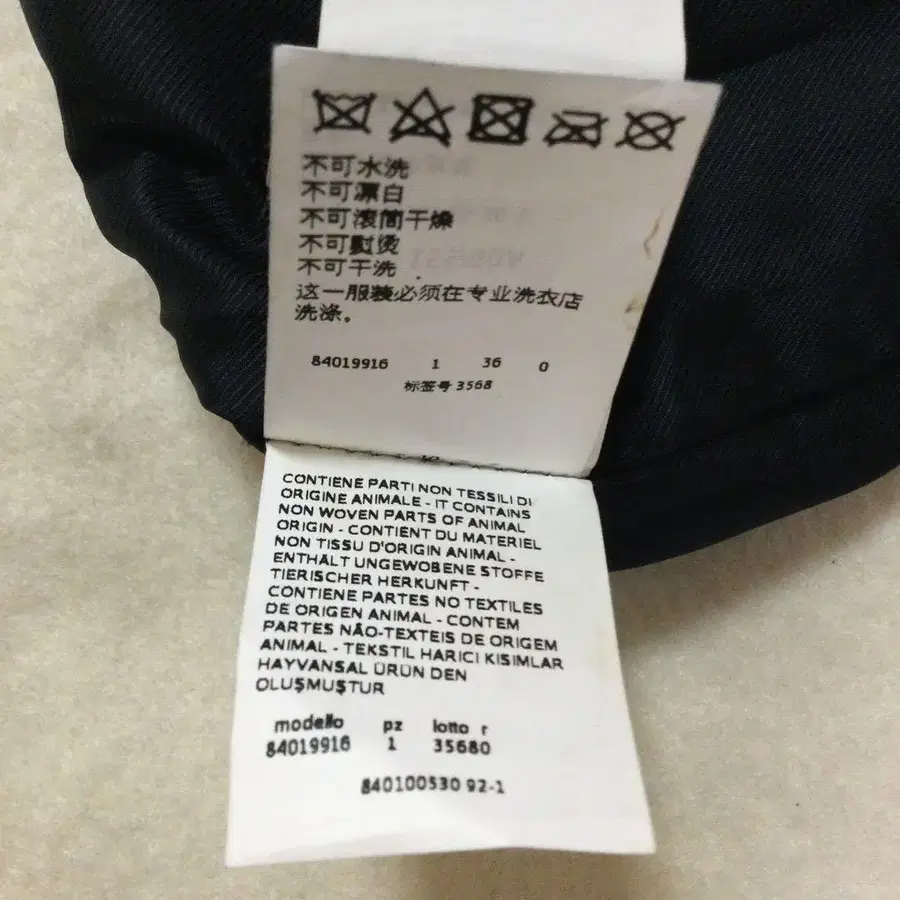 不可水洗
不可漂白
不可滚筒干燥
不可熨烫
不可干洗
这一服装必须在专业洗衣店
洗涤。
84019916 1 36 0
标签号 3568
CONTIENE PARTI NON TESSILI DI
ORIGINE ANIMALE - IT CONTAINS
NON WOVEN PARTS OF ANIMAL
ORIGIN - CONTIENT DU MATERIEL
NON TISSU D'ORIGIN ANIMAL -
ENTHÄLT UNGEWOBENE STOFFE
TIERISCHER HERKUNFT -
CONTIENE PARTES NO TEXTILES
DE ORIGEN ANIMAL - CONTEM
PARTES NÃO-TEXTEIS DE ORIGEM
ANIMAL - TEKSTIL HARICI KISIMLAR
HAYVANSAL ÜRÜN DEN
OLUŞMUŞTUR
modello pz lotto r
84019916 1 35680
840100530 92-1